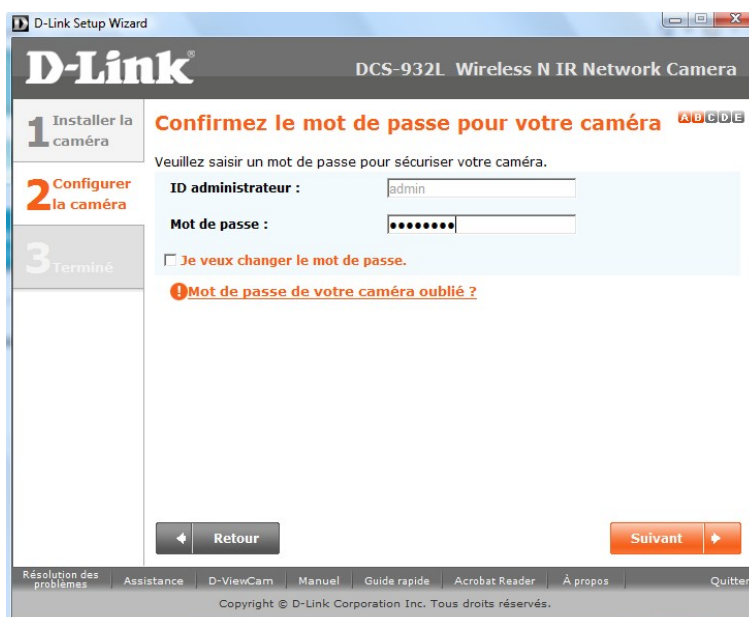 D-Link Setup Wizard
D-Link®
DCS-932L Wireless N IR Network Camera
1 Installer la
caméra
2 Configurer
la caméra
3 Terminé
Confirmez le mot de passe pour votre caméra
A B C D E
Veuillez saisir un mot de passe pour sécuriser votre caméra.
ID administrateur : admin
Mot de passe : ●●●●●●●●
Je veux changer le mot de passe.
Mot de passe de votre caméra oublié ?
Retour
Suivant
Résolution des
problèmes
Assistance
D-ViewCam
Manuel
Guide rapide
Acrobat Reader
À propos
Quitter
Copyright © D-Link Corporation Inc. Tous droits réservés.